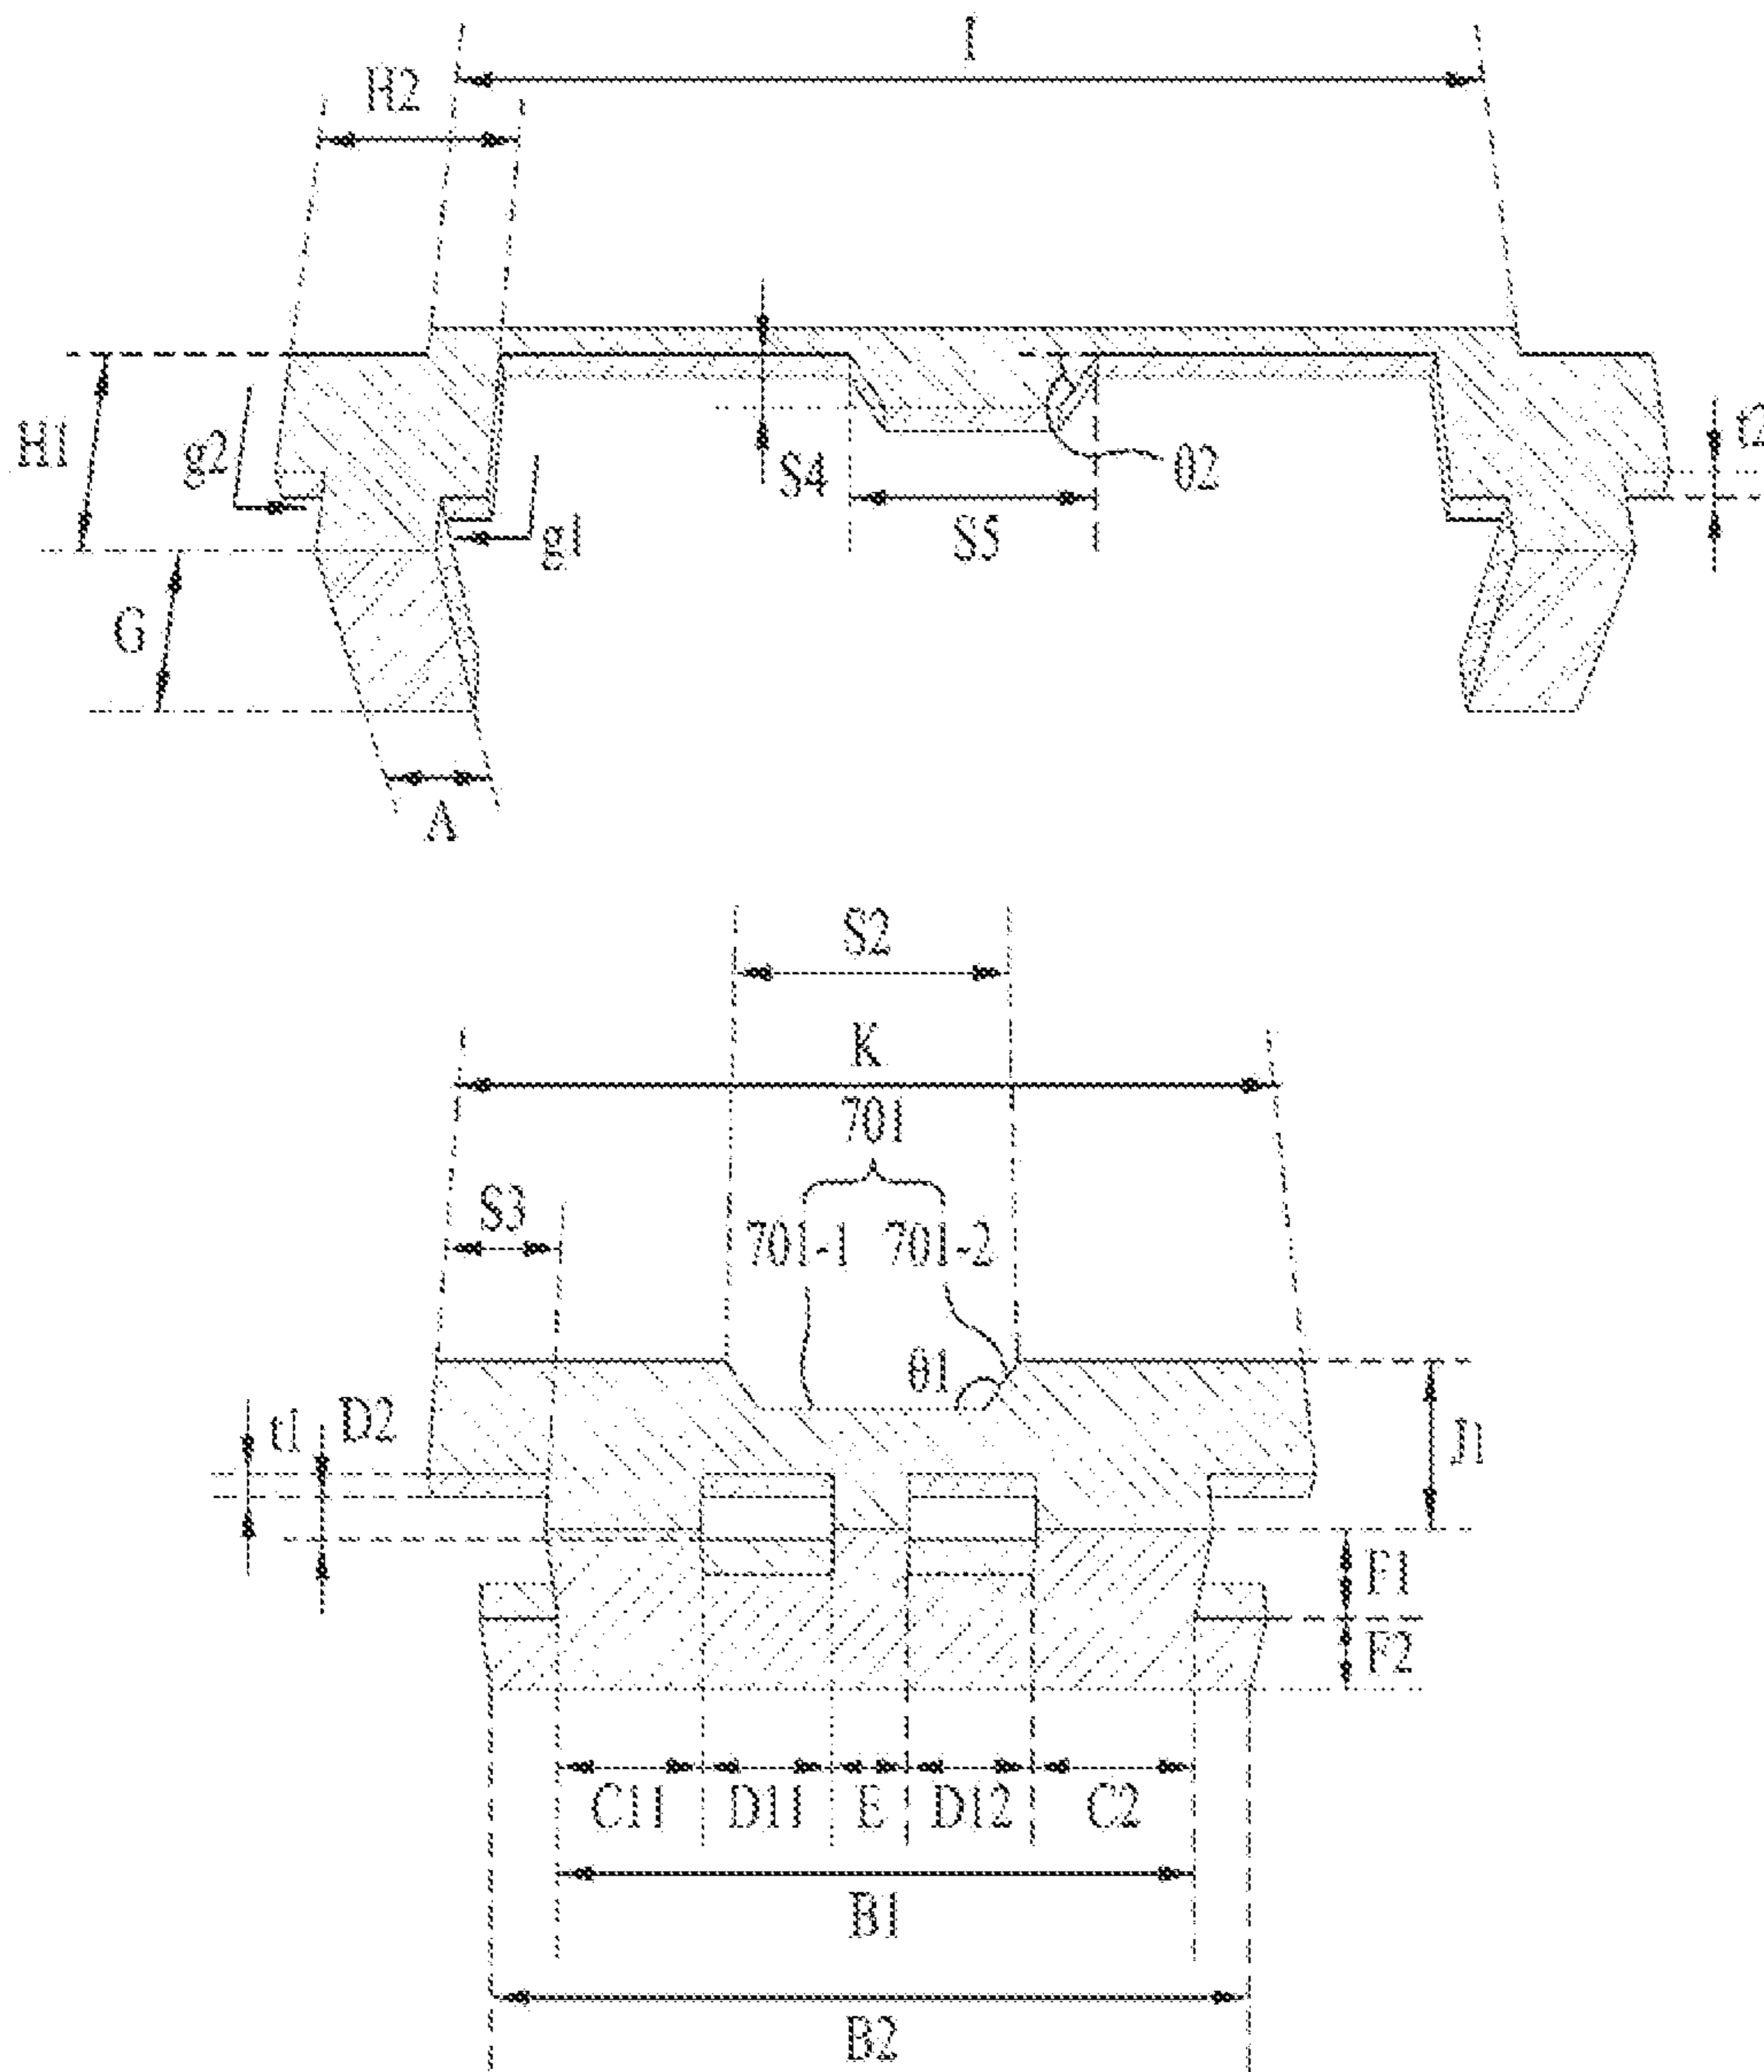 I
H2
H1
g2
S4
θ2
t2
g1
S5
G
A
S2
K
701
S3
701-1 701-2
θ1
t1 D2
J1
F1
F2
C11 D11 E D12 C2
B1
B2